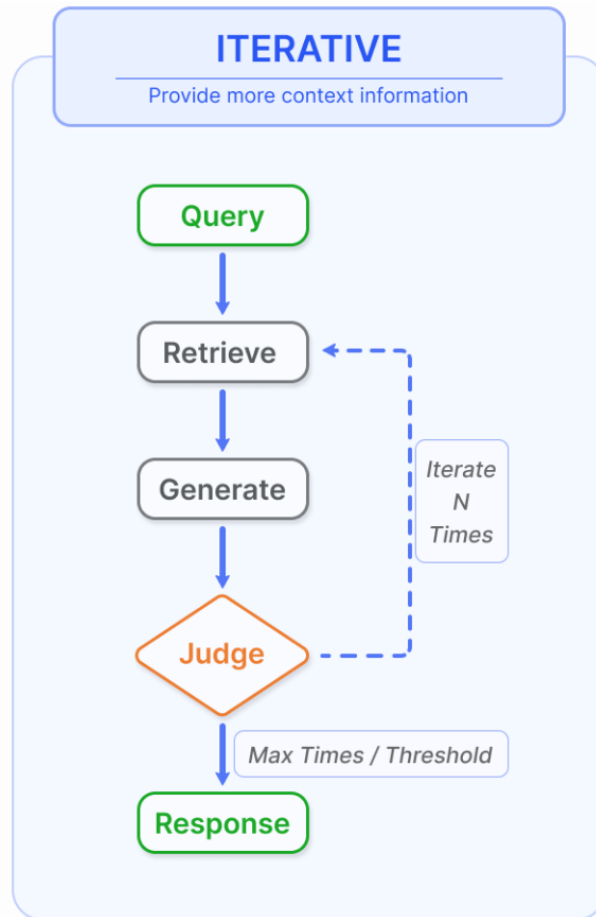 ITERATIVE
Provide more context information
Query
Retrieve
Generate
Iterate
N
Times
Judge
Max Times / Threshold
Response